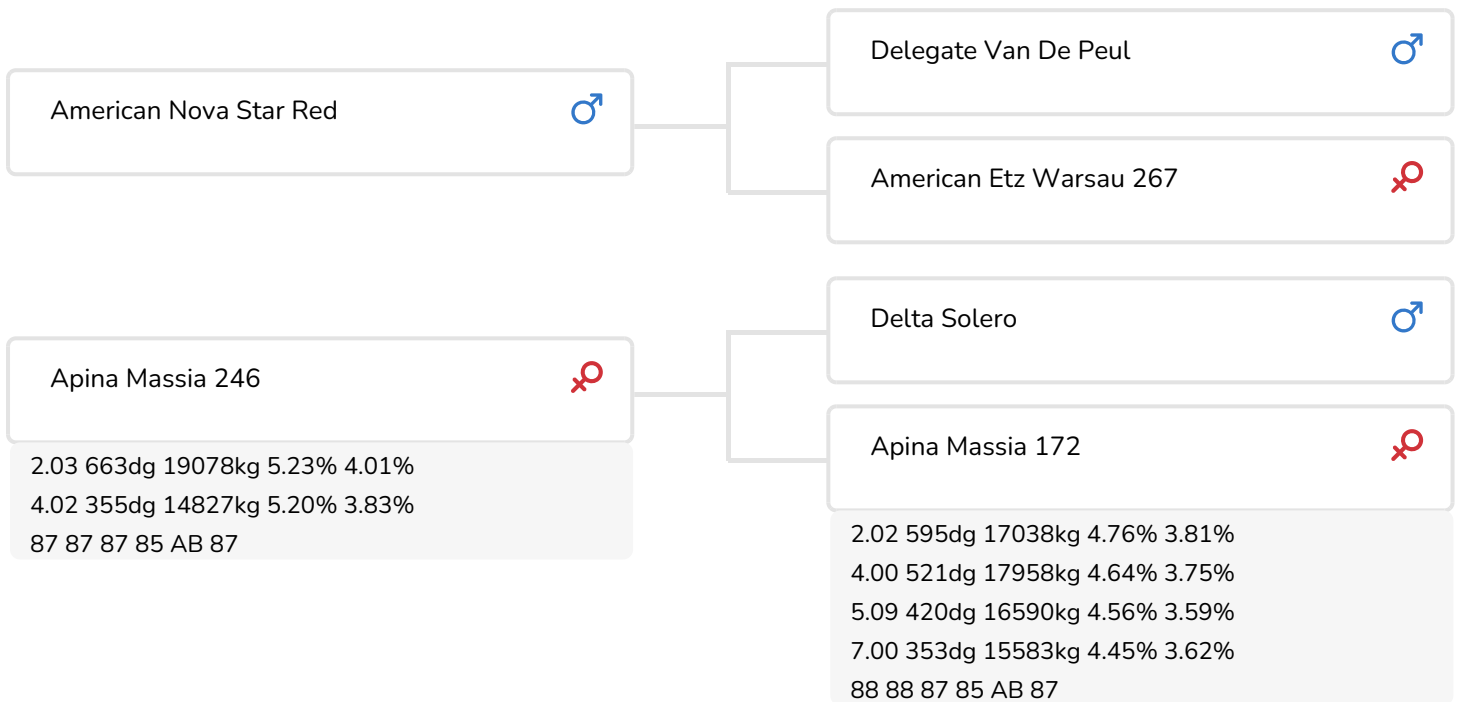 American Nova Star Red
Delegate Van De Peul
American Etz Warsau 267
Apina Massia 246
2.03 663dg 19078kg 5.23% 4.01%
4.02 355dg 14827kg 5.20% 3.83%
87 87 87 85 AB 87
Delta Solero
Apina Massia 172
2.02 595dg 17038kg 4.76% 3.81%
4.00 521dg 17958kg 4.64% 3.75%
5.09 420dg 16590kg 4.56% 3.59%
7.00 353dg 15583kg 4.45% 3.62%
88 88 87 85 AB 87